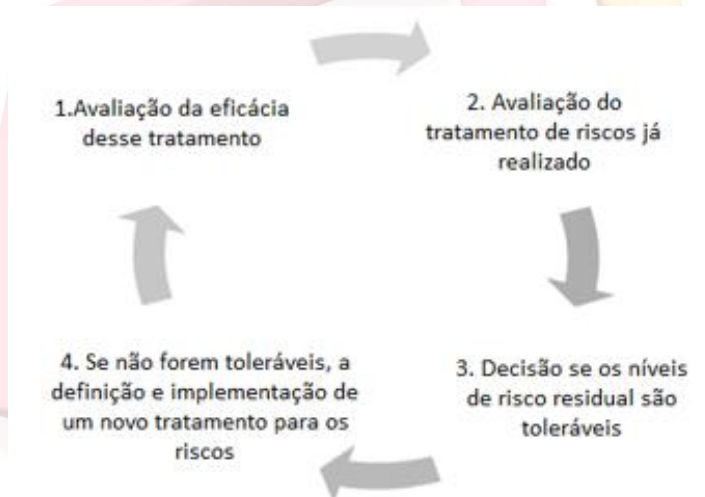 1.Avaliação da eficácia
desse tratamento
2. Avaliação do
tratamento de riscos já
realizado
3. Decisão se os níveis
de risco residual são
toleráveis
4. Se não forem toleráveis, a
definição e implementação de
um novo tratamento para os
riscos